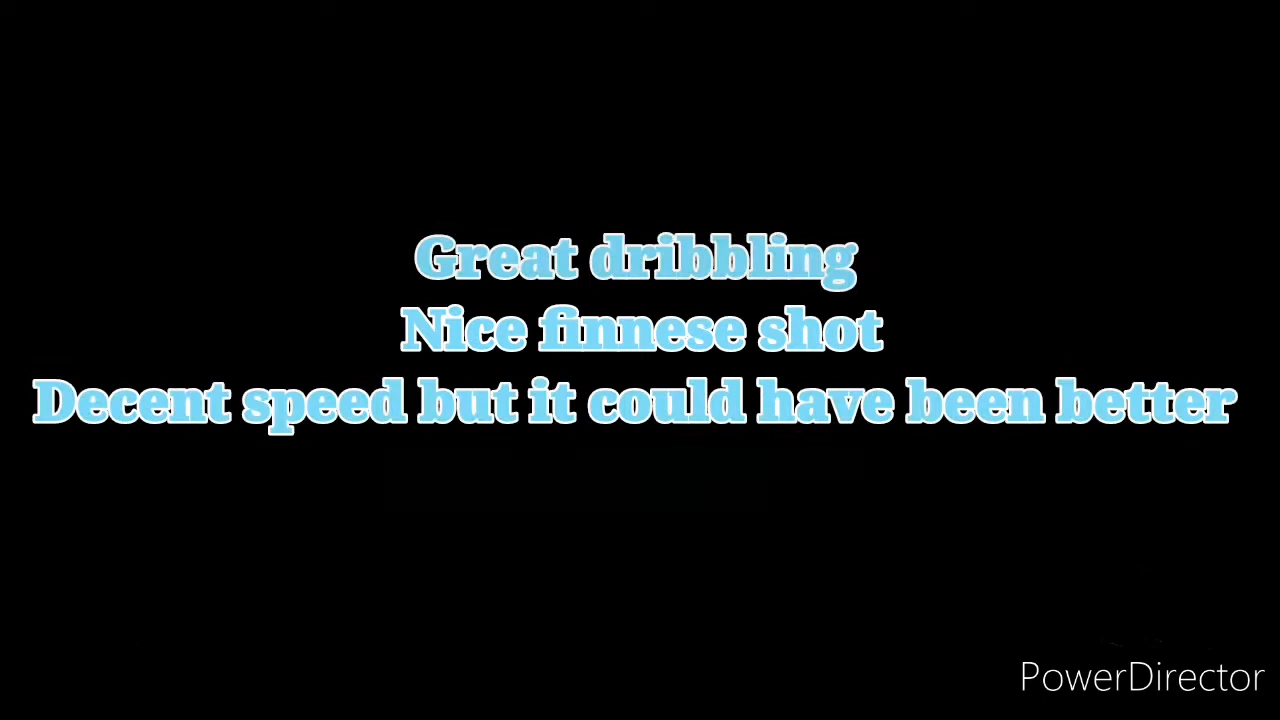 Great dribbling
Nice finnese shot
Decent speed but it could have been better
PowerDirector